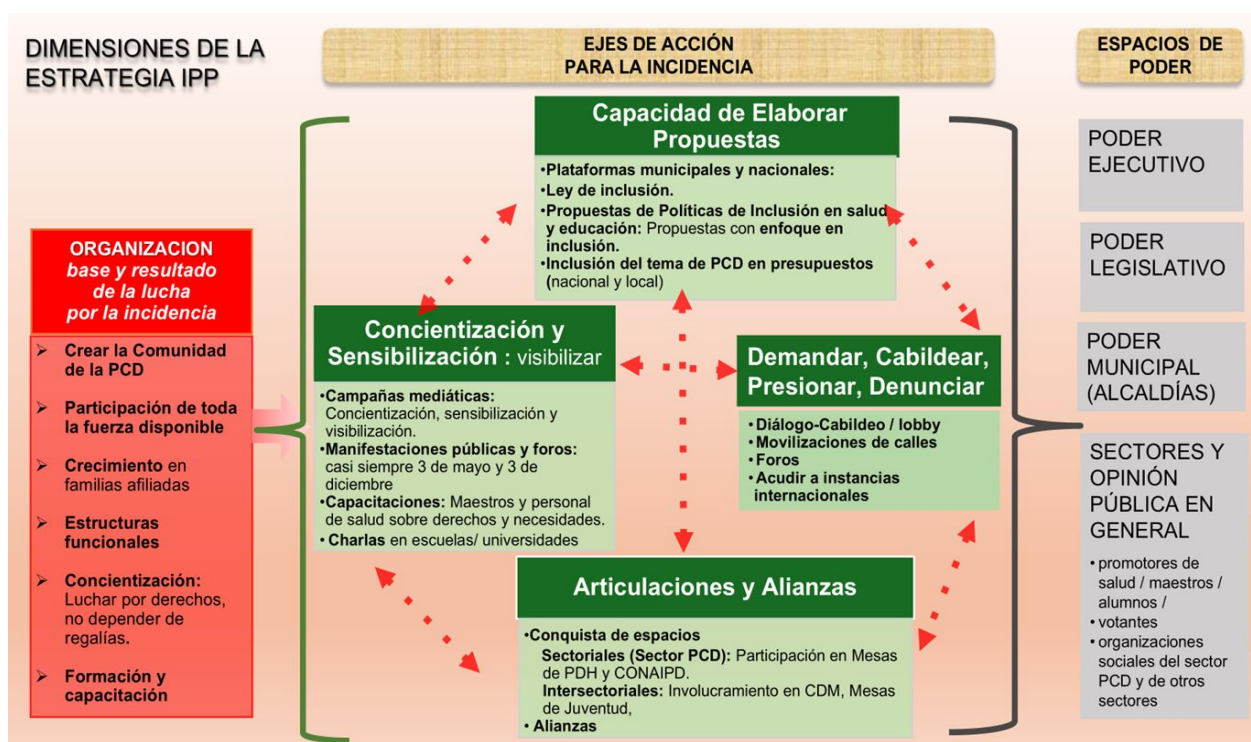 DIMENSIONES DE LA
ESTRATEGIA IPP
EJES DE ACCIÓN
PARA LA INCIDENCIA
ESPACIOS DE
PODER
ORGANIZACION
base y resultado
de la lucha
por la incidencia
➢ Crear la Comunidad
de la PCD
➢ Participación de toda
la fuerza disponible
➢ Crecimiento en
familias afiliadas
➢ Estructuras
funcionales
➢ Concientización:
Luchar por derechos,
no depender de
regalías.
➢ Formación y
capacitación
Capacidad de Elaborar
Propuestas
•Plataformas municipales y nacionales:
•Ley de inclusión.
•Propuestas de Políticas de Inclusión en salud
y educación: Propuestas con enfoque en
inclusión.
•Inclusión del tema de PCD en presupuestos
(nacional y local)
Concientización y
Sensibilización : visibilizar
•Campañas mediáticas:
Concientización, sensibilización y
visibilización.
•Manifestaciones públicas y foros:
casi siempre 3 de mayo y 3 de
diciembre
•Capacitaciones: Maestros y personal
de salud sobre derechos y necesidades.
• Charlas en escuelas/ universidades
Demandar, Cabildear,
Presionar, Denunciar
•Diálogo-Cabildeo / lobby
•Movilizaciones de calles
•Foros
•Acudir a instancias
internacionales
Articulaciones y Alianzas
•Conquista de espacios
Sectoriales (Sector PCD): Participación en Mesas
de PDH y CONAIPD.
Intersectoriales: Involucramiento en CDM, Mesas
de Juventud,
• Alianzas
PODER
EJECUTIVO
PODER
LEGISLATIVO
PODER
MUNICIPAL
(ALCALDÍAS)
SECTORES Y
OPINIÓN
PÚBLICA EN
GENERAL
• promotores de
salud / maestros /
alumnos /
• votantes
• organizaciones
sociales del sector
PCD y de otros
sectores